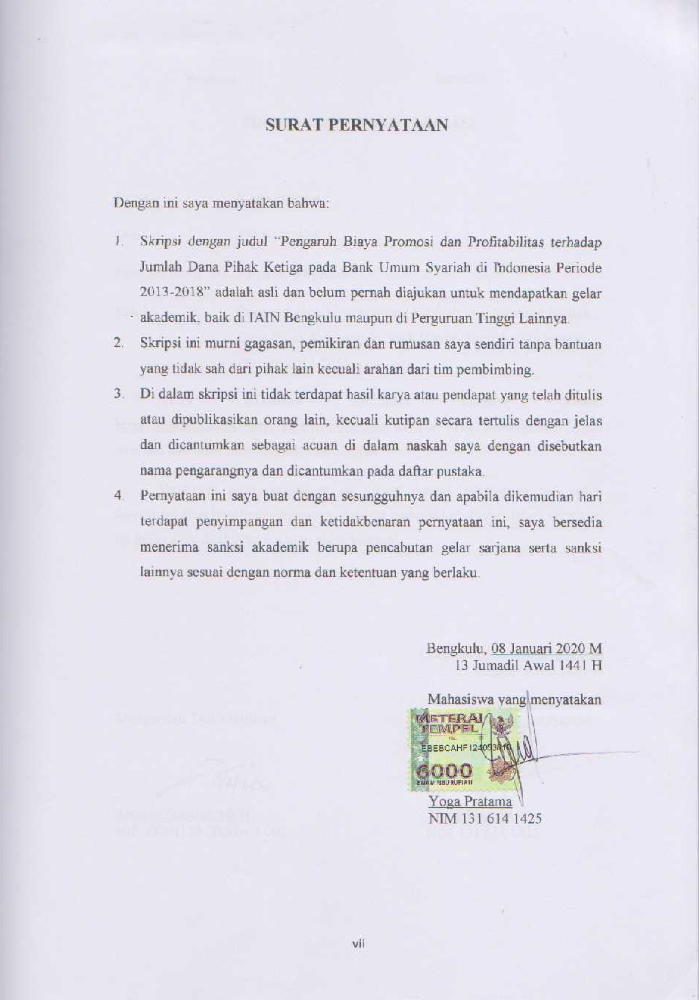 SURAT PERNYATAAN
Dengan ini saya menyatakan bahwa:
1. Skripsi dengan judul “Pengaruh Biaya Promosi dan Profitabilitas terhadap
Jumlah Dana Pihak Ketiga pada Bank Umum Syariah di Indonesia Periode
2013-2018” adalah asli dan belum pernah diajukan untuk mendapatkan gelar
akademik, baik di IAIN Bengkulu maupun di Perguruan Tinggi Lainnya.
2. Skripsi ini murni gagasan, pemikiran dan rumusan saya sendiri tanpa bantuan
yang tidak sah dari pihak lain kecuali arahan dari tim pembimbing.
3. Di dalam skripsi ini tidak terdapat hasil karya atau pendapat yang telah ditulis
atau dipublikasikan orang lain, kecuali kutipan secara tertulis dengan jelas
dan dicantumkan sebagai acuan di dalam naskah saya dengan disebutkan
nama pengarangnya dan dicantumkan pada daftar pustaka.
4. Pernyataan ini saya buat dengan sesungguhnya dan apabila dikemudian hari
terdapat penyimpangan dan ketidakbenaran pernyataan ini, saya bersedia
menerima sanksi akademik berupa pencabutan gelar sarjana serta sanksi
lainnya sesuai dengan norma dan ketentuan yang berlaku.
Bengkulu, 08 Januari 2020 M
13 Jumadil Awal 1441 H
Mahasiswa yang menyatakan
METERAI
TEMPEL
6000
ENAM RIBU RUPIAH
Yoga Pratama
NIM 131 614 1425
vii